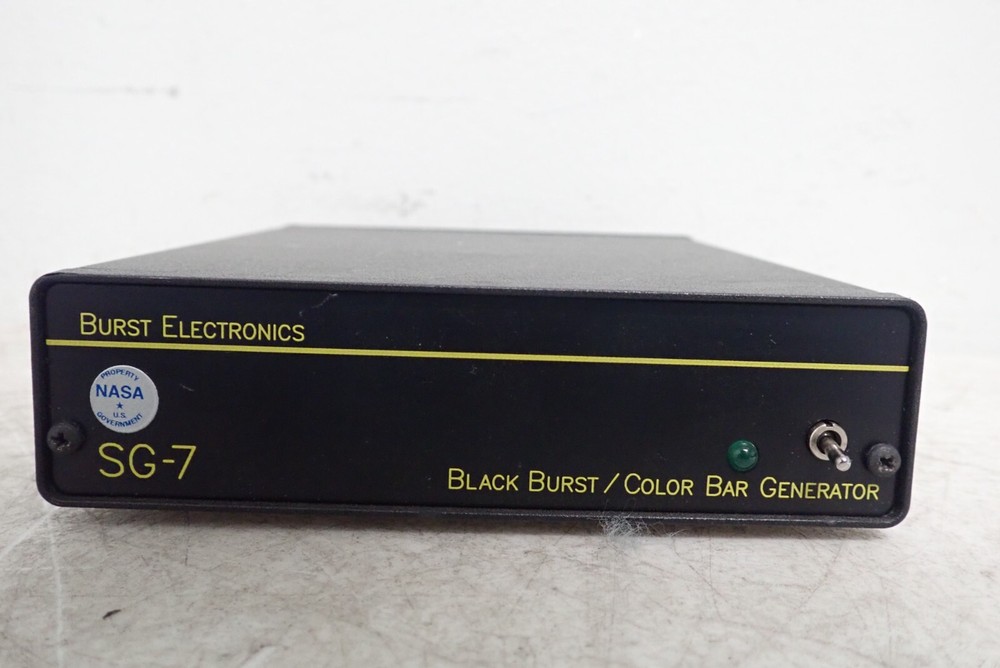 BURST ELECTRONICS
PROPERTY
NASA
★
U.S.
GOVERNMENT
SG-7
BLACK BURST / COLOR BAR GENERATOR